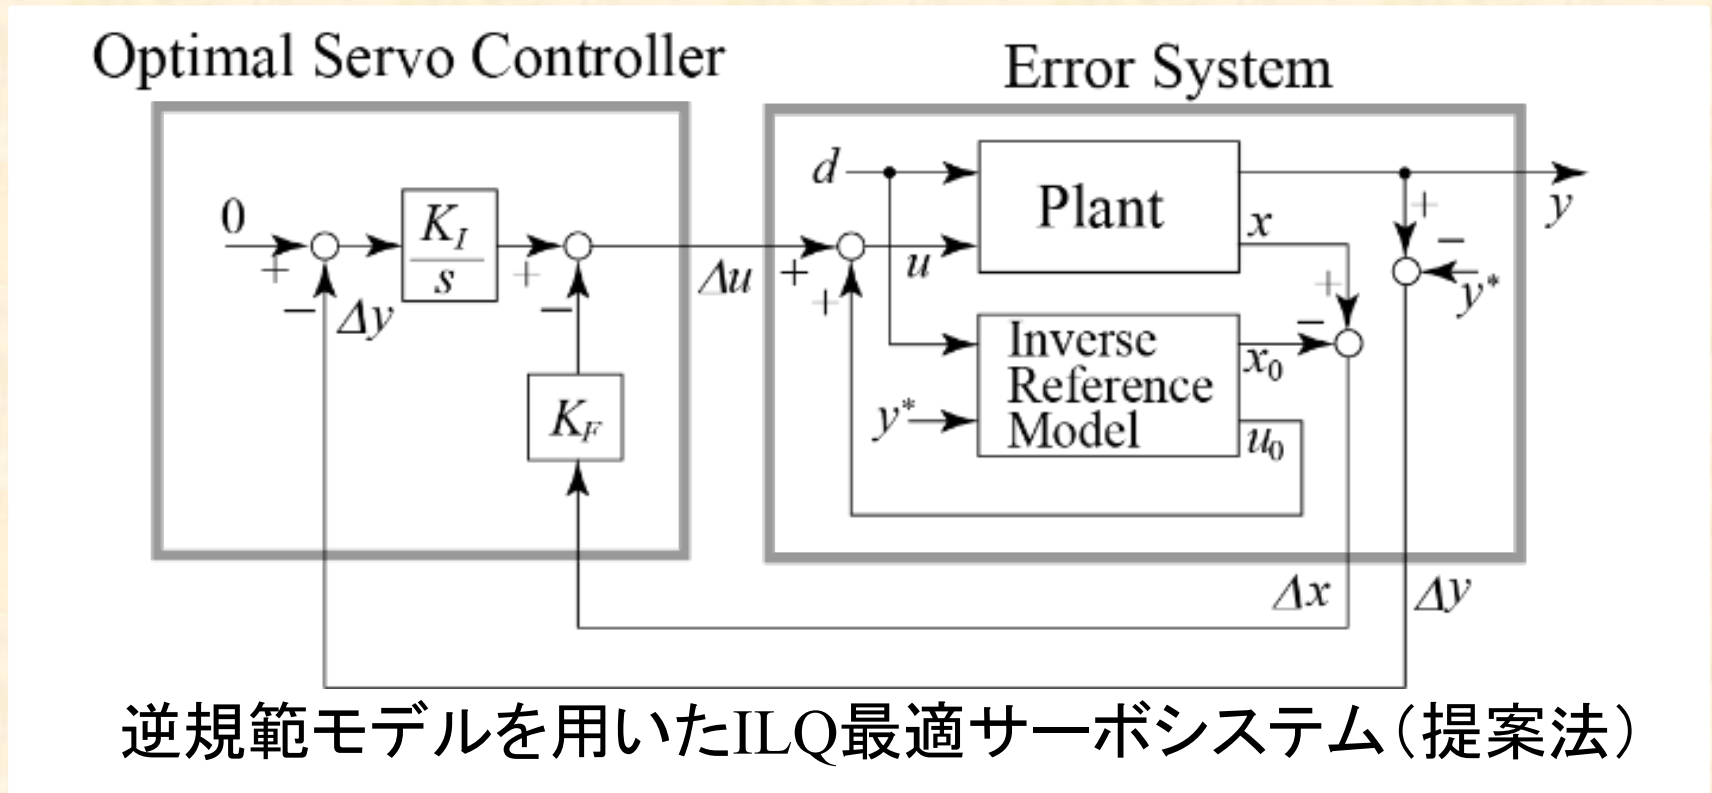 Optimal Servo Controller
Error System
d
Plant
y
0
+
K_I
s
+
Δu
+
u
x
+
−
y*
−
Δy
−
+
+
−
Inverse
Reference
Model
x₀
K_F
y*
u₀
Δx
Δy
逆規範モデルを用いたILQ最適サーボシステム（提案法）